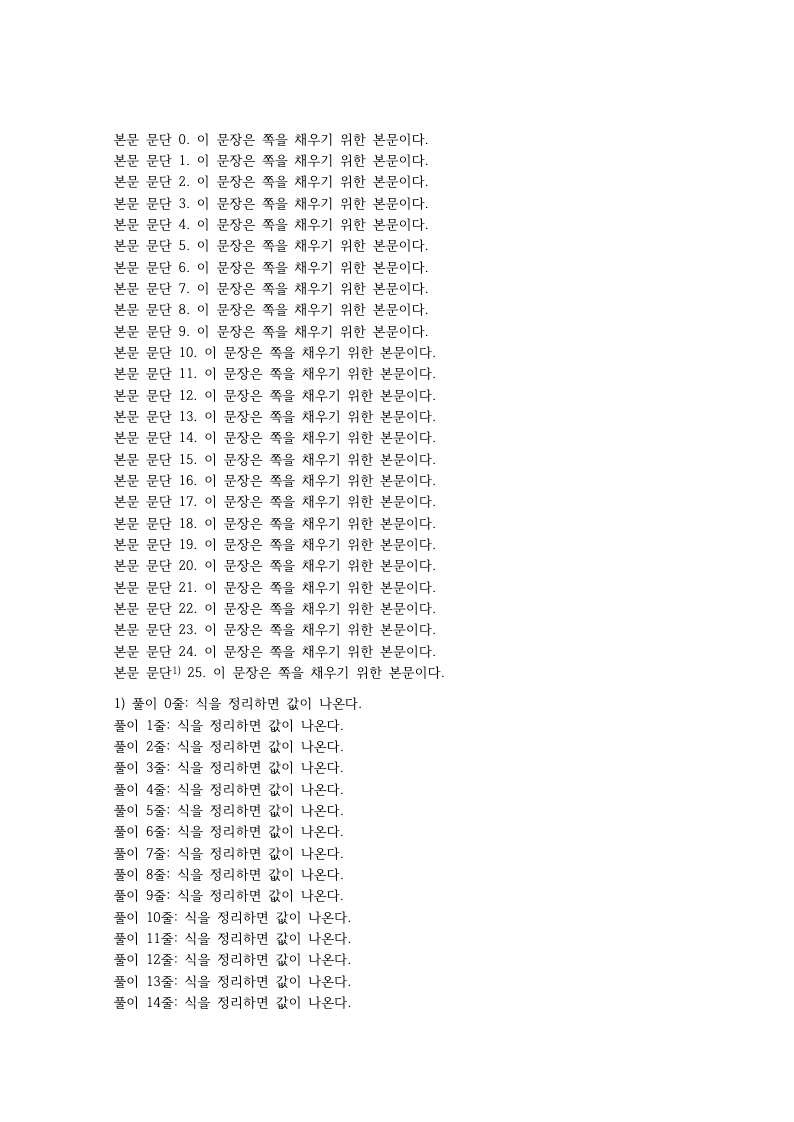 본문 문단 0. 이 문장은 쪽을 채우기 위한 본문이다.
본문 문단 1. 이 문장은 쪽을 채우기 위한 본문이다.
본문 문단 2. 이 문장은 쪽을 채우기 위한 본문이다.
본문 문단 3. 이 문장은 쪽을 채우기 위한 본문이다.
본문 문단 4. 이 문장은 쪽을 채우기 위한 본문이다.
본문 문단 5. 이 문장은 쪽을 채우기 위한 본문이다.
본문 문단 6. 이 문장은 쪽을 채우기 위한 본문이다.
본문 문단 7. 이 문장은 쪽을 채우기 위한 본문이다.
본문 문단 8. 이 문장은 쪽을 채우기 위한 본문이다.
본문 문단 9. 이 문장은 쪽을 채우기 위한 본문이다.
본문 문단 10. 이 문장은 쪽을 채우기 위한 본문이다.
본문 문단 11. 이 문장은 쪽을 채우기 위한 본문이다.
본문 문단 12. 이 문장은 쪽을 채우기 위한 본문이다.
본문 문단 13. 이 문장은 쪽을 채우기 위한 본문이다.
본문 문단 14. 이 문장은 쪽을 채우기 위한 본문이다.
본문 문단 15. 이 문장은 쪽을 채우기 위한 본문이다.
본문 문단 16. 이 문장은 쪽을 채우기 위한 본문이다.
본문 문단 17. 이 문장은 쪽을 채우기 위한 본문이다.
본문 문단 18. 이 문장은 쪽을 채우기 위한 본문이다.
본문 문단 19. 이 문장은 쪽을 채우기 위한 본문이다.
본문 문단 20. 이 문장은 쪽을 채우기 위한 본문이다.
본문 문단 21. 이 문장은 쪽을 채우기 위한 본문이다.
본문 문단 22. 이 문장은 쪽을 채우기 위한 본문이다.
본문 문단 23. 이 문장은 쪽을 채우기 위한 본문이다.
본문 문단 24. 이 문장은 쪽을 채우기 위한 본문이다.
본문 문단1) 25. 이 문장은 쪽을 채우기 위한 본문이다.
1) 풀이 0줄: 식을 정리하면 값이 나온다.
풀이 1줄: 식을 정리하면 값이 나온다.
풀이 2줄: 식을 정리하면 값이 나온다.
풀이 3줄: 식을 정리하면 값이 나온다.
풀이 4줄: 식을 정리하면 값이 나온다.
풀이 5줄: 식을 정리하면 값이 나온다.
풀이 6줄: 식을 정리하면 값이 나온다.
풀이 7줄: 식을 정리하면 값이 나온다.
풀이 8줄: 식을 정리하면 값이 나온다.
풀이 9줄: 식을 정리하면 값이 나온다.
풀이 10줄: 식을 정리하면 값이 나온다.
풀이 11줄: 식을 정리하면 값이 나온다.
풀이 12줄: 식을 정리하면 값이 나온다.
풀이 13줄: 식을 정리하면 값이 나온다.
풀이 14줄: 식을 정리하면 값이 나온다.